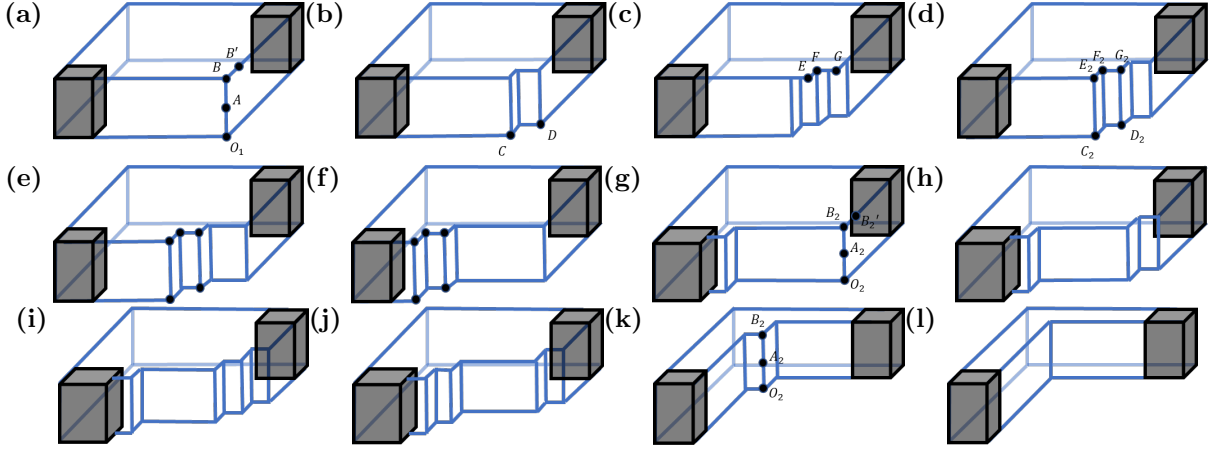 (a) (b) (c) (d)
B' B A O₁
C D
E F G
E₂ F₂ G₂ C₂ D₂
(e) (f) (g) (h)
B₂ B₂' A₂ O₂
(i) (j) (k) (l)
B₂ A₂ O₂